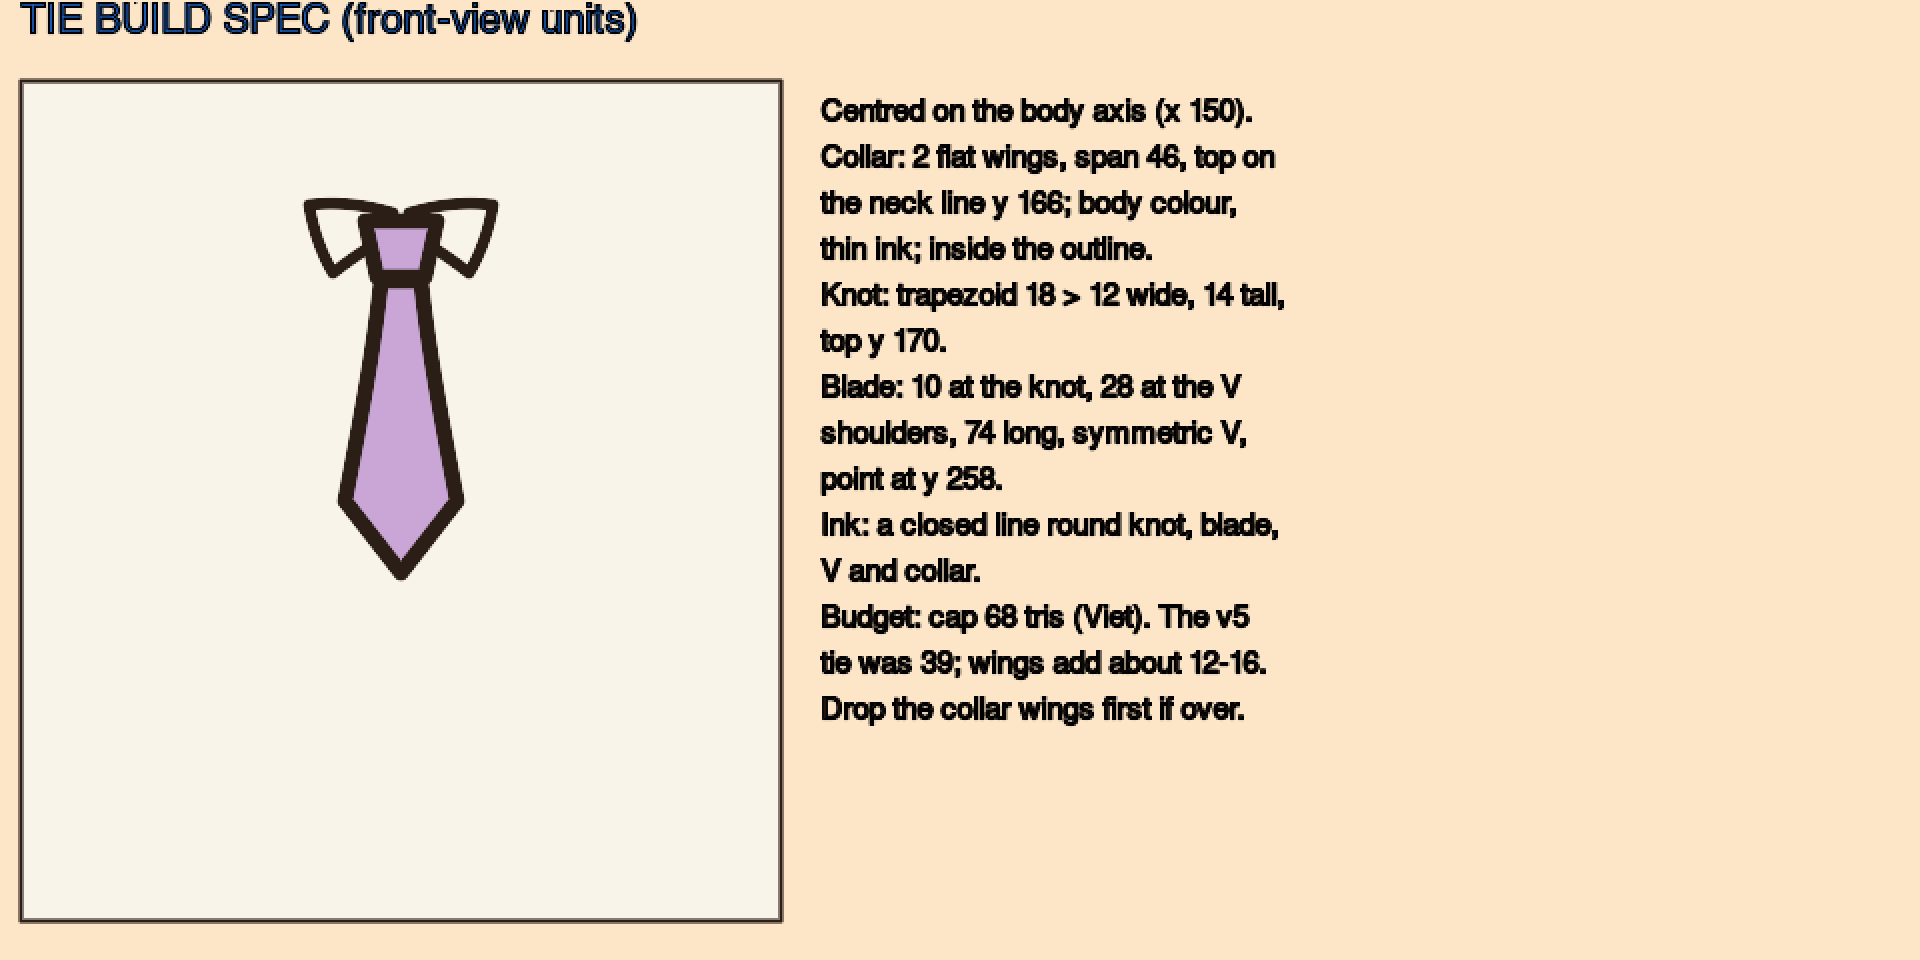 TIE BUILD SPEC (front-view units)
Centred on the body axis (x 150).
Collar: 2 flat wings, span 46, top on
the neck line y 166; body colour,
thin ink; inside the outline.
Knot: trapezoid 18 > 12 wide, 14 tall,
top y 170.
Blade: 10 at the knot, 28 at the V
shoulders, 74 long, symmetric V,
point at y 258.
Ink: a closed line round knot, blade,
V and collar.
Budget: cap 68 tris (Viet). The v5
tie was 39; wings add about 12-16.
Drop the collar wings first if over.